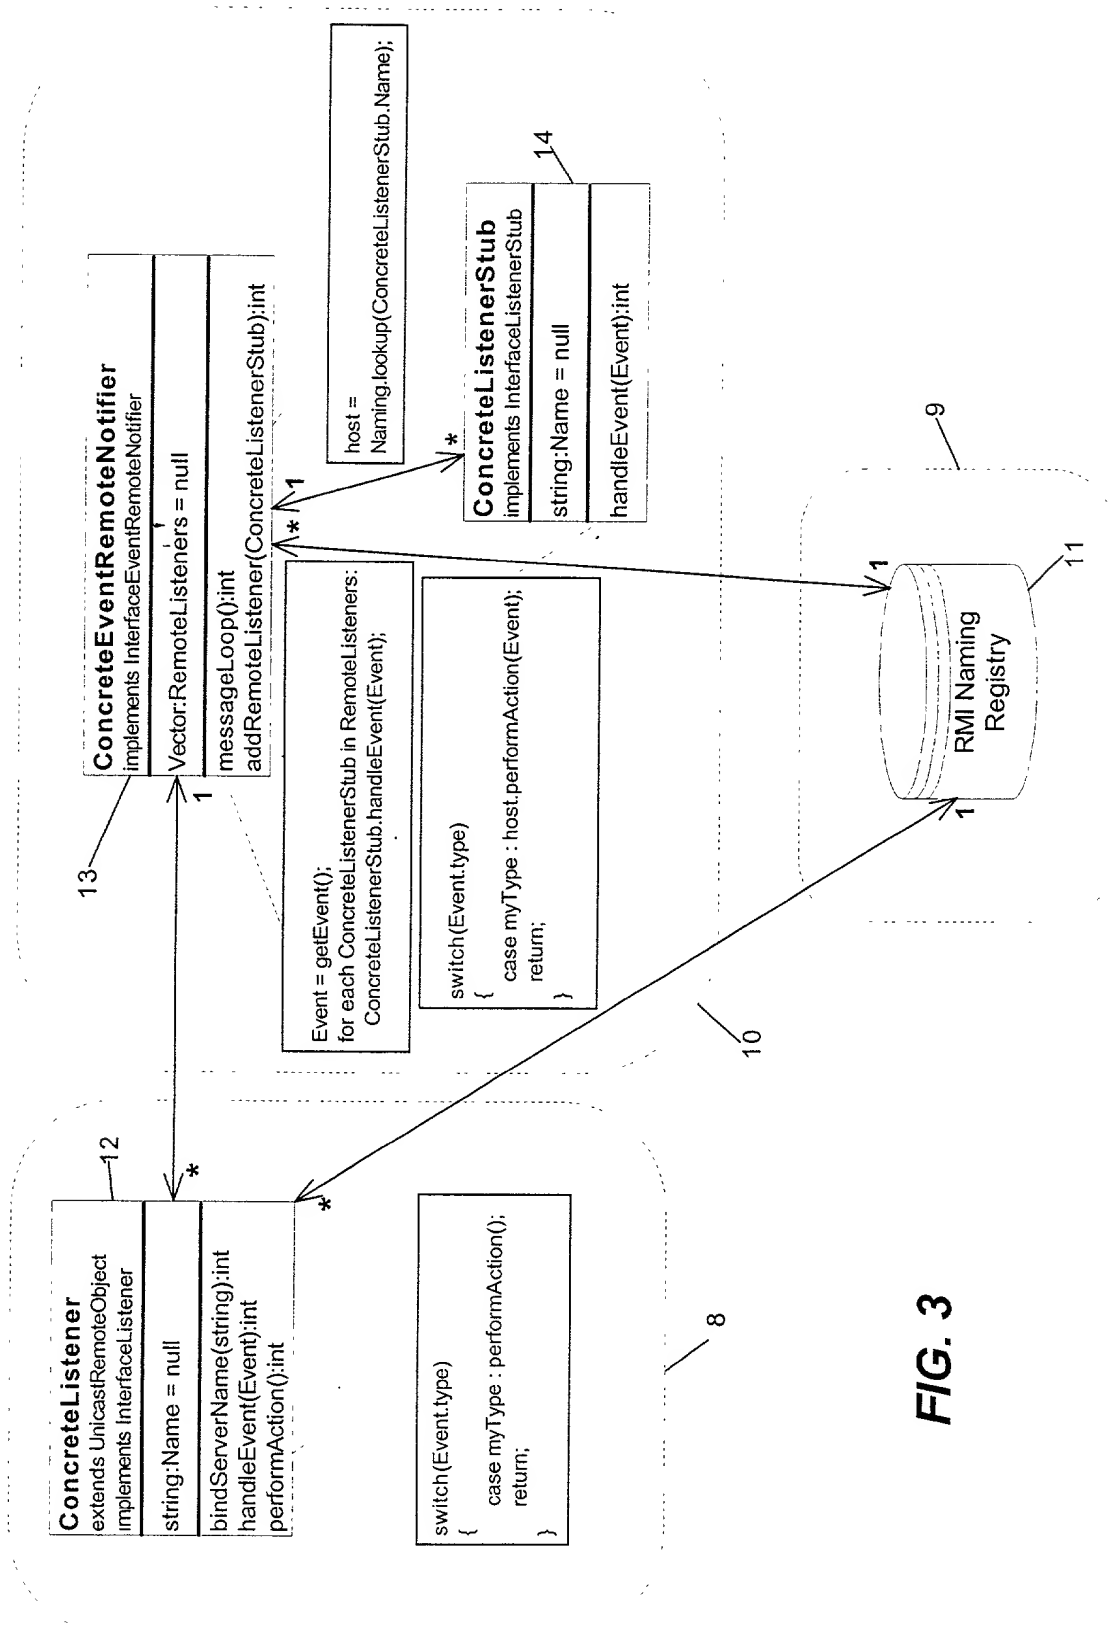 ConcreteListener
extends UnicastRemoteObject
implements InterfaceListener
string:Name = null
bindServerName(string):int
handleEvent(Event):int
performAction():int
12
*
*
switch(Event.type)
{
case myType : performAction();
return;
}
8
ConcreteEventRemoteNotifier
implements InterfaceEventRemoteNotifier
Vector:RemoteListeners = null
messageLoop():int
addRemoteListener(ConcreteListenerStub):int
13
1
*
1
Event = getEvent();
for each ConcreteListenerStub in RemoteListeners:
ConcreteListenerStub.handleEvent(Event);
switch(Event.type)
{
case myType : host.performAction(Event);
return;
}
host =
Naming.lookup(ConcreteListenerStub.Name);
*
ConcreteListenerStub
implements InterfaceListenerStub
string:Name = null
handleEvent(Event):int
14
10
9
1
1
RMI Naming
Registry
11
FIG. 3